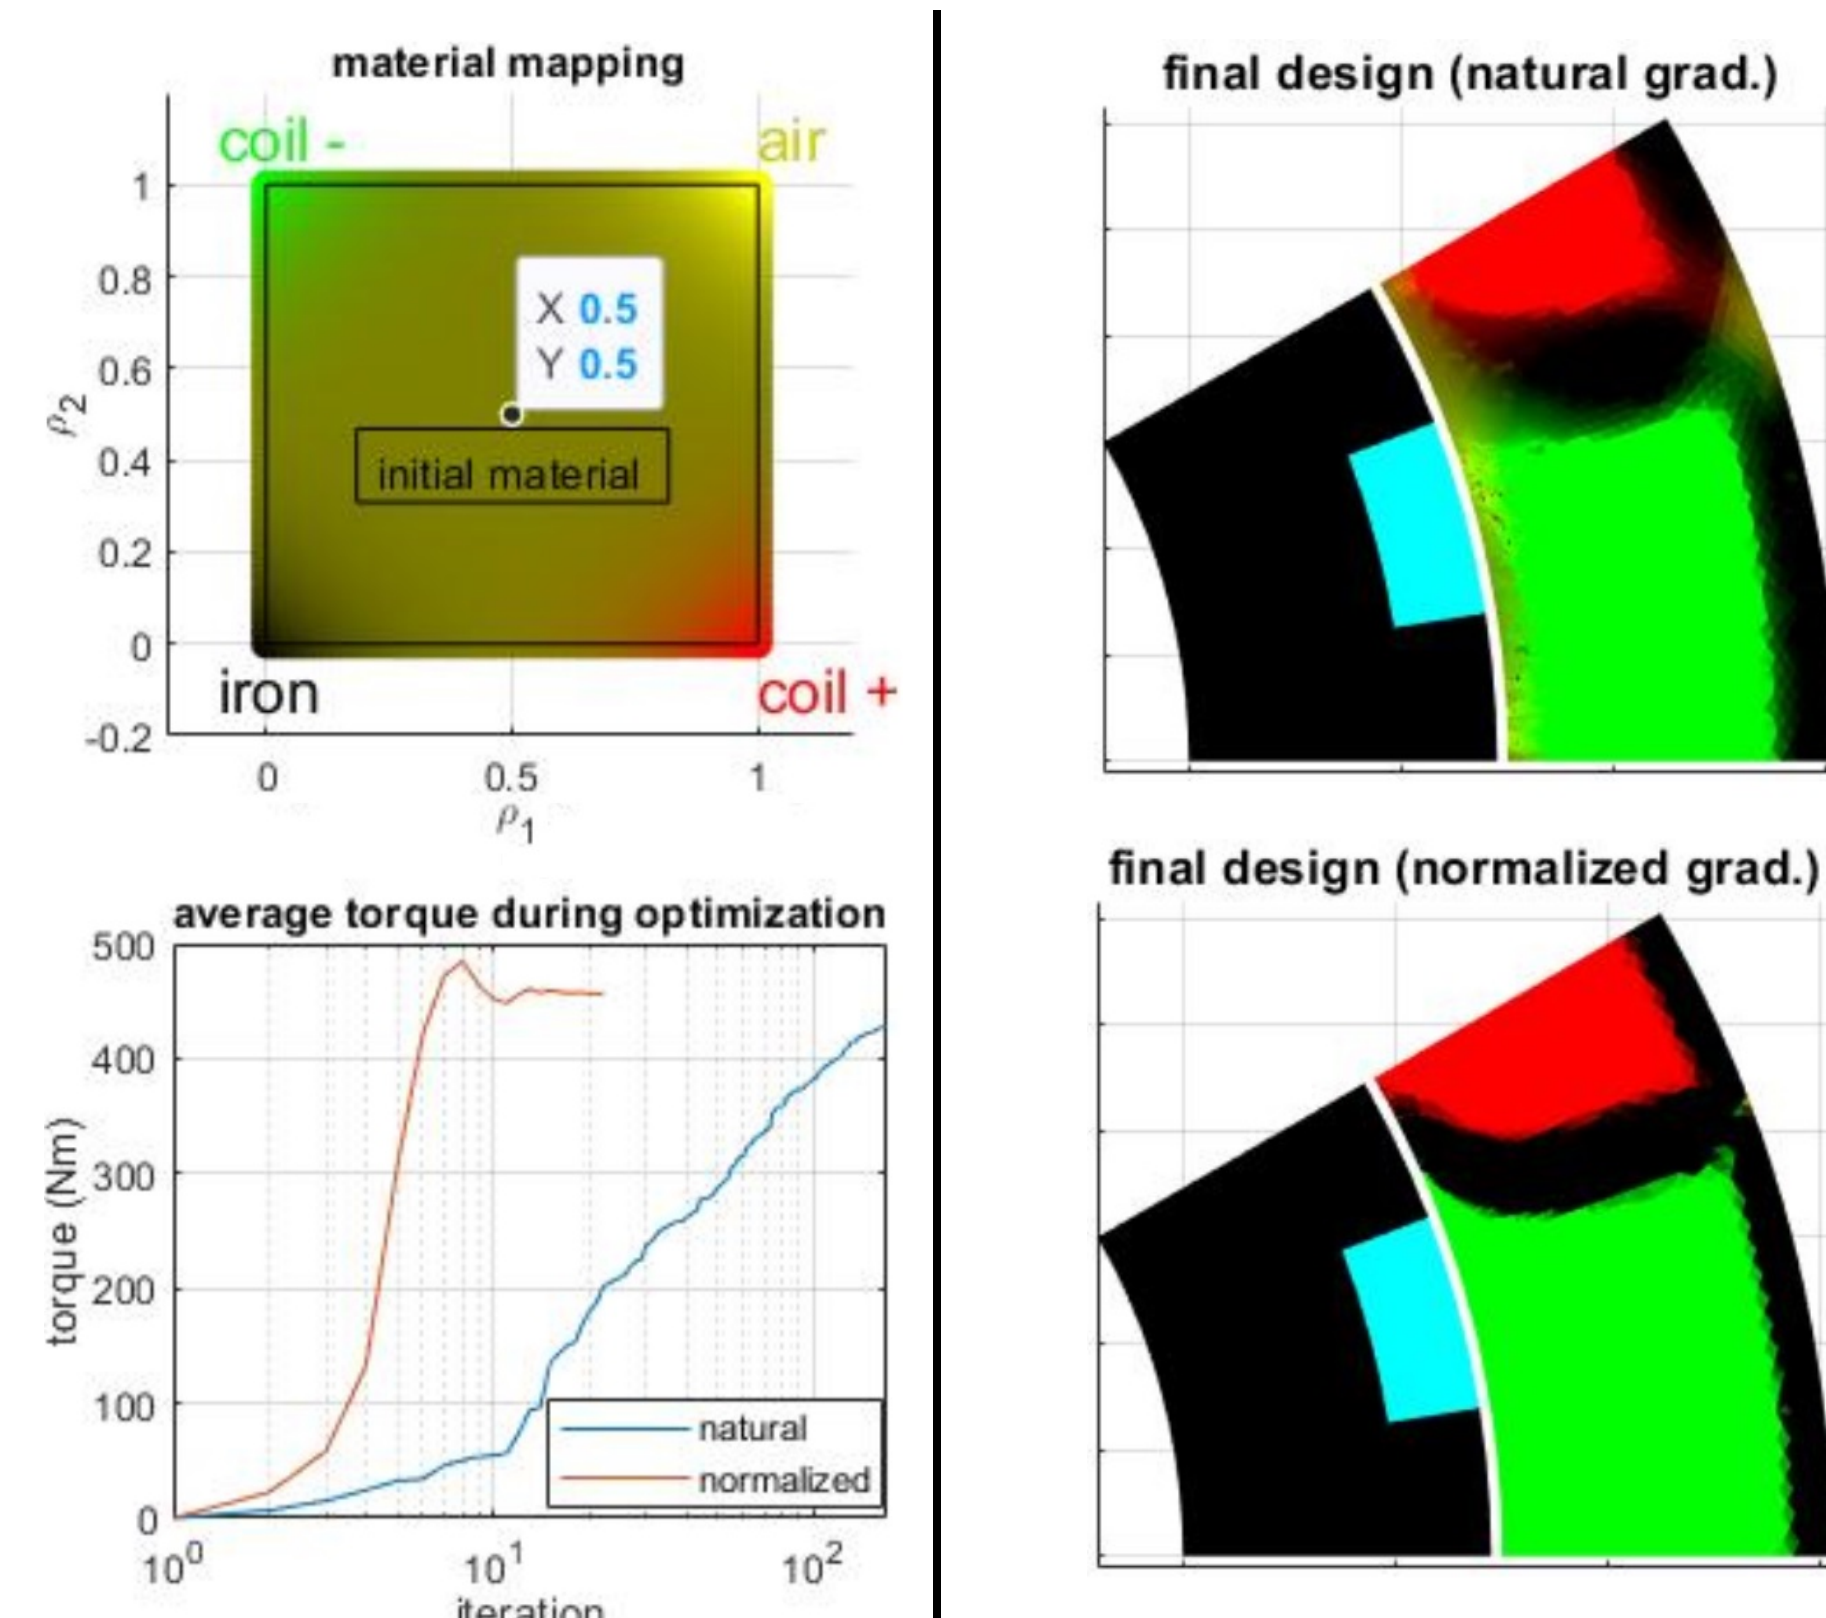 material mapping
coil -
air
1
0.8
0.6
0.4
0.2
0
-0.2
ρ2
X 0.5
Y 0.5
initial material
iron
coil +
0
0.5
1
ρ1
average torque during optimization
500
400
300
200
100
0
torque (Nm)
natural
normalized
10^0
10^1
10^2
iteration
final design (natural grad.)
final design (normalized grad.)